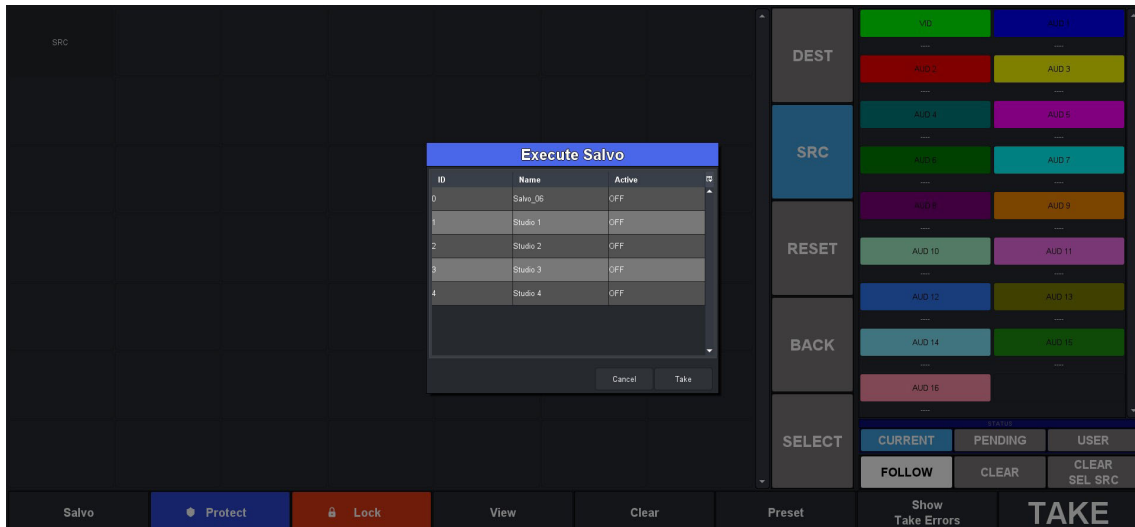 SRC
DEST
SRC
RESET
BACK
SELECT
VID
----
----
AUD 2
AUD 3
----
----
AUD 4
AUD 5
----
----
AUD 6
AUD 7
----
----
AUD 8
AUD 9
----
----
AUD 10
AUD 11
----
----
AUD 12
AUD 13
----
----
AUD 14
AUD 15
----
----
AUD 16
----
STATUS
CURRENT
PENDING
USER
FOLLOW
CLEAR
CLEAR
SEL SRC
Execute Salvo
ID Name Active
0 Salvo_06 OFF
1 Studio 1 OFF
2 Studio 2 OFF
3 Studio 3 OFF
4 Studio 4 OFF
Cancel Take
Salvo
Protect
Lock
View
Clear
Preset
Show
Take Errors
TAKE